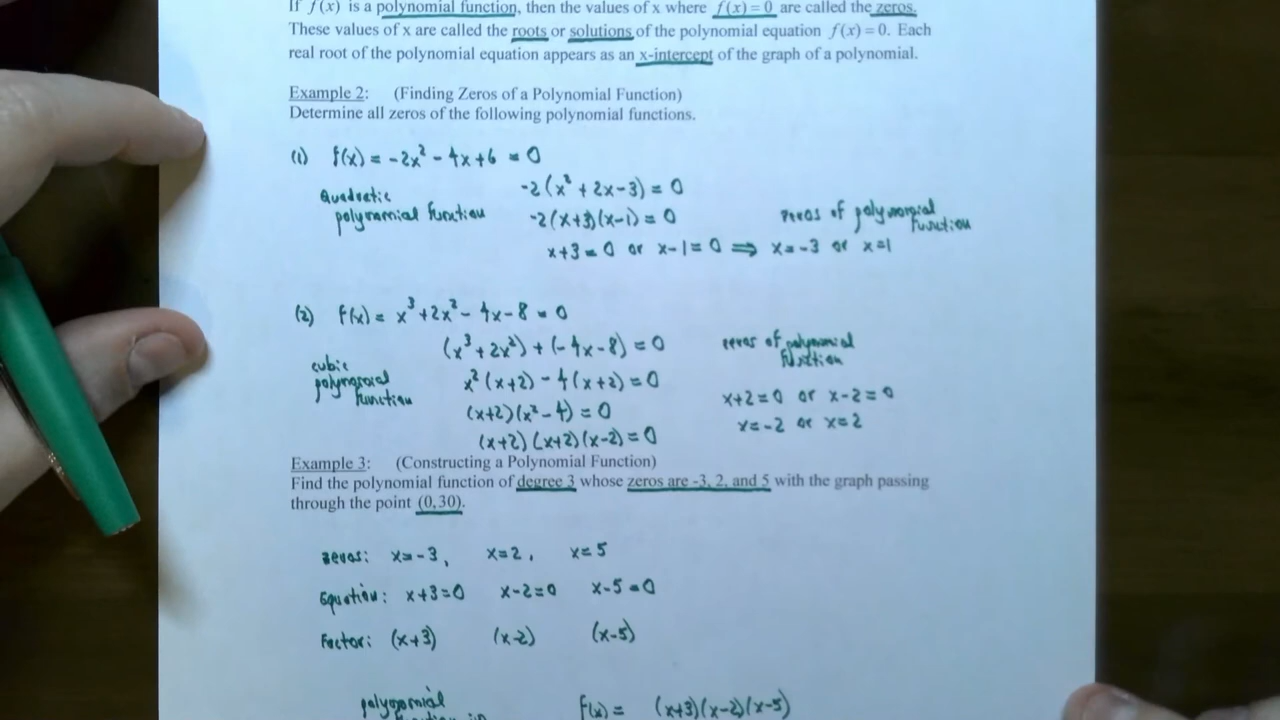 If f(x) is a polynomial function, then the values of x where f(x) = 0 are called the zeros.
These values of x are called the roots or solutions of the polynomial equation f(x) = 0. Each
real root of the polynomial equation appears as an x-intercept of the graph of a polynomial.
Example 2: (Finding Zeros of a Polynomial Function)
Determine all zeros of the following polynomial functions.
(1) f(x) = -2x² - 4x + 6 = 0
Quadratic
polynomial function
-2(x² + 2x - 3) = 0
-2(x+3)(x-1) = 0
x+3 = 0 or x-1 = 0 ⟹ x = -3 or x = 1
zeros of polynomial
function
(2) f(x) = x³ + 2x² - 4x - 8 = 0
cubic
polynomial
function
(x³ + 2x²) + (-4x - 8) = 0
x²(x+2) - 4(x+2) = 0
(x+2)(x² - 4) = 0
(x+2)(x+2)(x-2) = 0
zeros of polynomial
function
x+2 = 0 or x-2 = 0
x = -2 or x = 2
Example 3: (Constructing a Polynomial Function)
Find the polynomial function of degree 3 whose zeros are -3, 2, and 5 with the graph passing
through the point (0,30).
zeros: x = -3, x = 2, x = 5
Equation: x+3=0 x-2=0 x-5=0
Factor: (x+3) (x-2) (x-5)
polynomial
function in
f(x) = (x+3)(x-2)(x-5)